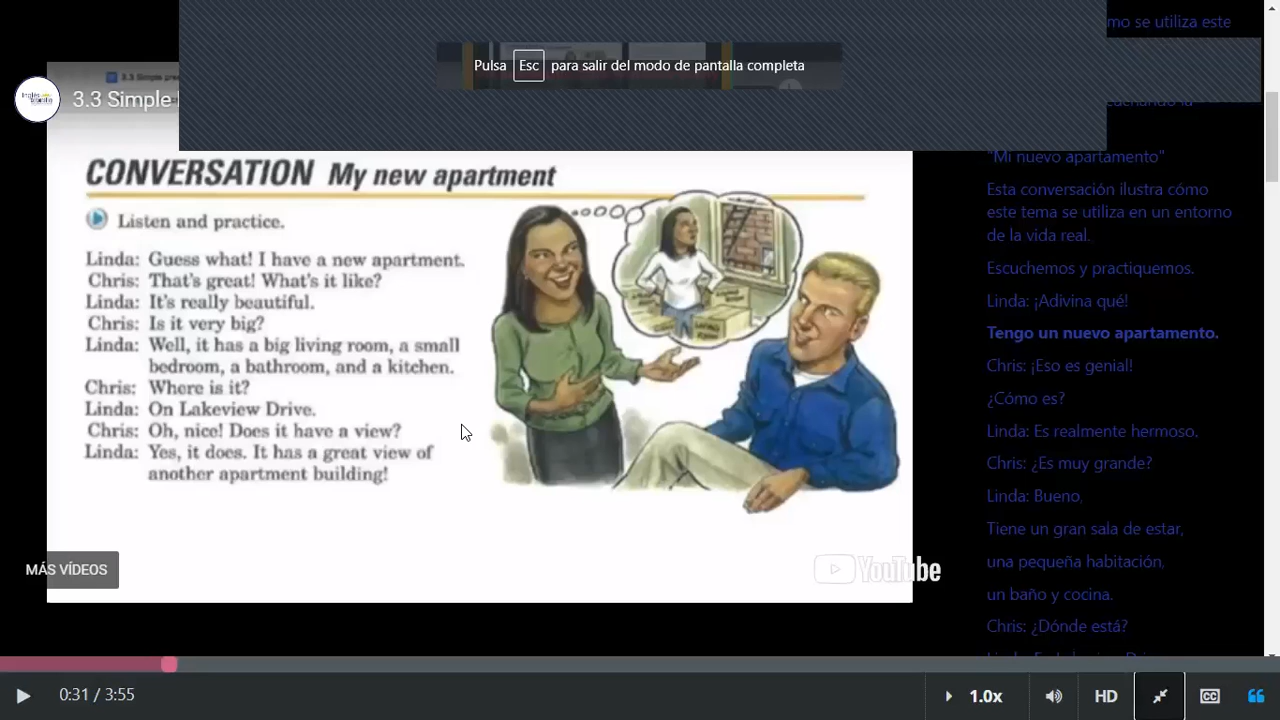 mo se utiliza este
Pulsa Esc para salir del modo de pantalla completa
3.3 Simple
CONVERSATION My new apartment
Listen and practice.
Linda: Guess what! I have a new apartment.
Chris: That's great! What's it like?
Linda: It's really beautiful.
Chris: Is it very big?
Linda: Well, it has a big living room, a small
bedroom, a bathroom, and a kitchen.
Chris: Where is it?
Linda: On Lakeview Drive.
Chris: Oh, nice! Does it have a view?
Linda: Yes, it does. It has a great view of
another apartment building!
MÁS VÍDEOS
YouTube
"Mi nuevo apartamento"
Esta conversación ilustra cómo
este tema se utiliza en un entorno
de la vida real.
Escuchemos y practiquemos.
Linda: ¡Adivina qué!
Tengo un nuevo apartamento.
Chris: ¡Eso es genial!
¿Cómo es?
Linda: Es realmente hermoso.
Chris: ¿Es muy grande?
Linda: Bueno,
Tiene un gran sala de estar,
una pequeña habitación,
un baño y cocina.
Chris: ¿Dónde está?
0:31 / 3:55
1.0x
HD
CC